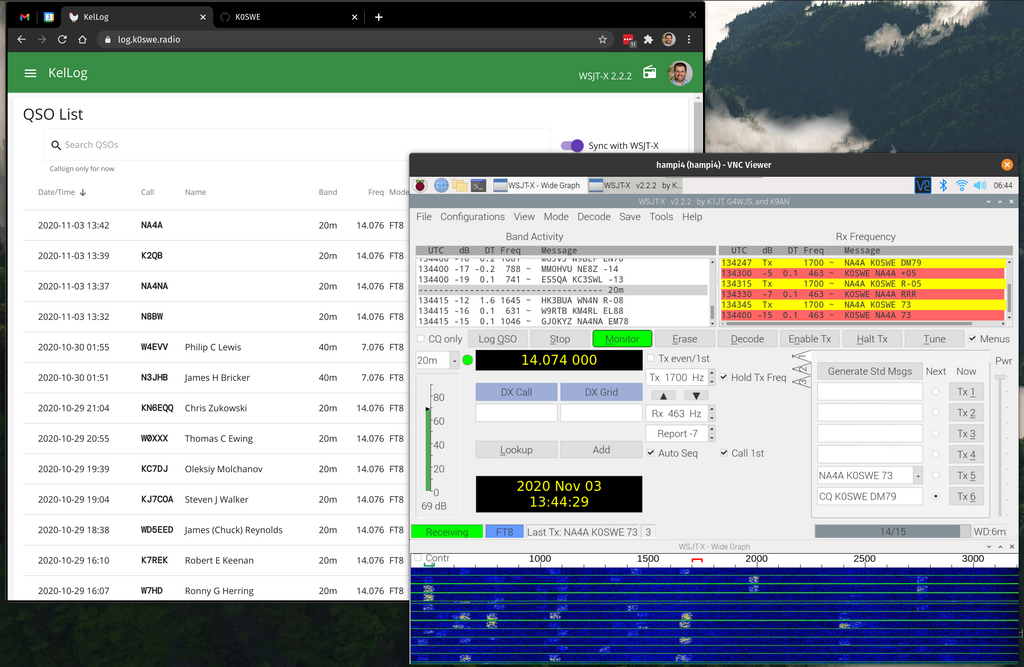 KelLog
K0SWE
log.k0swe.radio
11
KelLog
WSJT-X 2.2.2
QSO List
Search QSOs
Sync with WSJT-X
Callsign only for now
Date/Time Call Name Band Freq Mode
2020-11-03 13:42 NA4A 20m 14.076 FT8
2020-11-03 13:39 K2QB 20m 14.076 FT8
2020-11-03 13:37 NA4NA 20m 14.076 FT8
2020-11-03 13:32 N8BW 20m 14.076 FT8
2020-10-30 01:55 W4EVV Philip C Lewis 40m 7.076 FT8
2020-10-30 01:51 N3JHB James H Bricker 40m 7.076 FT8
2020-10-29 21:04 KN6EQQ Chris Zukowski 20m 14.076 FT8
2020-10-29 20:55 W0XXX Thomas C Ewing 20m 14.076 FT8
2020-10-29 19:39 KC7DJ Oleksiy Molchanov 20m 14.076 FT8
2020-10-29 19:04 KJ7COA Steven J Walker 20m 14.076 FT8
2020-10-29 18:38 WD5EED James (Chuck) Reynolds 20m 14.076 FT8
2020-10-29 16:10 K7REK Robert E Keenan 20m 14.076 FT8
2020-10-29 16:07 W7HD Ronny G Herring 20m 14.076 FT8
hampi4 (hampi4) - VNC Viewer
WSJT-X - Wide Graph
WSJT-X v2.2.2 by K...
06:44
WSJT-X v2.2.2 by K1JT, G4WJS, and K9AN
File Configurations View Mode Decode Save Tools Help
Band Activity
UTC dB DT Freq Message
134400 -17 -0.2 788 ~ MM0HVU NE8Z -14
134400 -19 0.1 741 ~ ES5QA KC3SWL -13
20m
134415 -12 1.6 1645 ~ HK3BUA WN4N R-08
134415 -16 0.1 631 ~ W9RTB KM4RL EL88
134415 -15 0.1 1046 ~ GJ0KYZ NA4NA EM78
Rx Frequency
UTC dB DT Freq Message
134247 Tx 1700 ~ NA4A K0SWE DM79
134300 -5 0.1 463 ~ K0SWE NA4A +05
134315 Tx 1700 ~ NA4A K0SWE R-05
134330 -7 0.1 463 ~ K0SWE NA4A RRR
134345 Tx 1700 ~ NA4A K0SWE 73
134400 -15 0.1 463 ~ K0SWE NA4A 73
CQ only Log QSO Stop Monitor Erase Decode Enable Tx Halt Tx Tune Menus
20m
14.074 000
Tx even/1st
Tx 1700 Hz
Hold Tx Freq
DX Call DX Grid
Rx 463 Hz
Report -7
Lookup Add
Auto Seq Call 1st
80
60
40
20
0
69 dB
2020 Nov 03
13:44:29
1
2
3
Generate Std Msgs Next Now
Pwr
Tx 1
Tx 2
Tx 3
Tx 4
NA4A K0SWE 73 Tx 5
CQ K0SWE DM79 Tx 6
Receiving FT8 Last Tx: NA4A K0SWE 73 3 14/15 WD:6m
WSJT-X - Wide Graph
Contr 1000 1500 2000 2500 3000